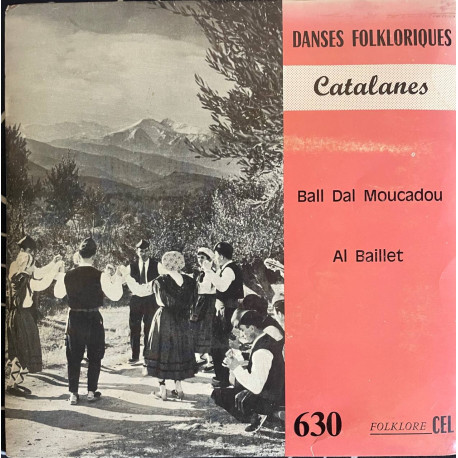 DANSES FOLKLORIQUES
Catalanes
Ball Dal Moucadou
Al Baillet
630 FOLKLORE CEL